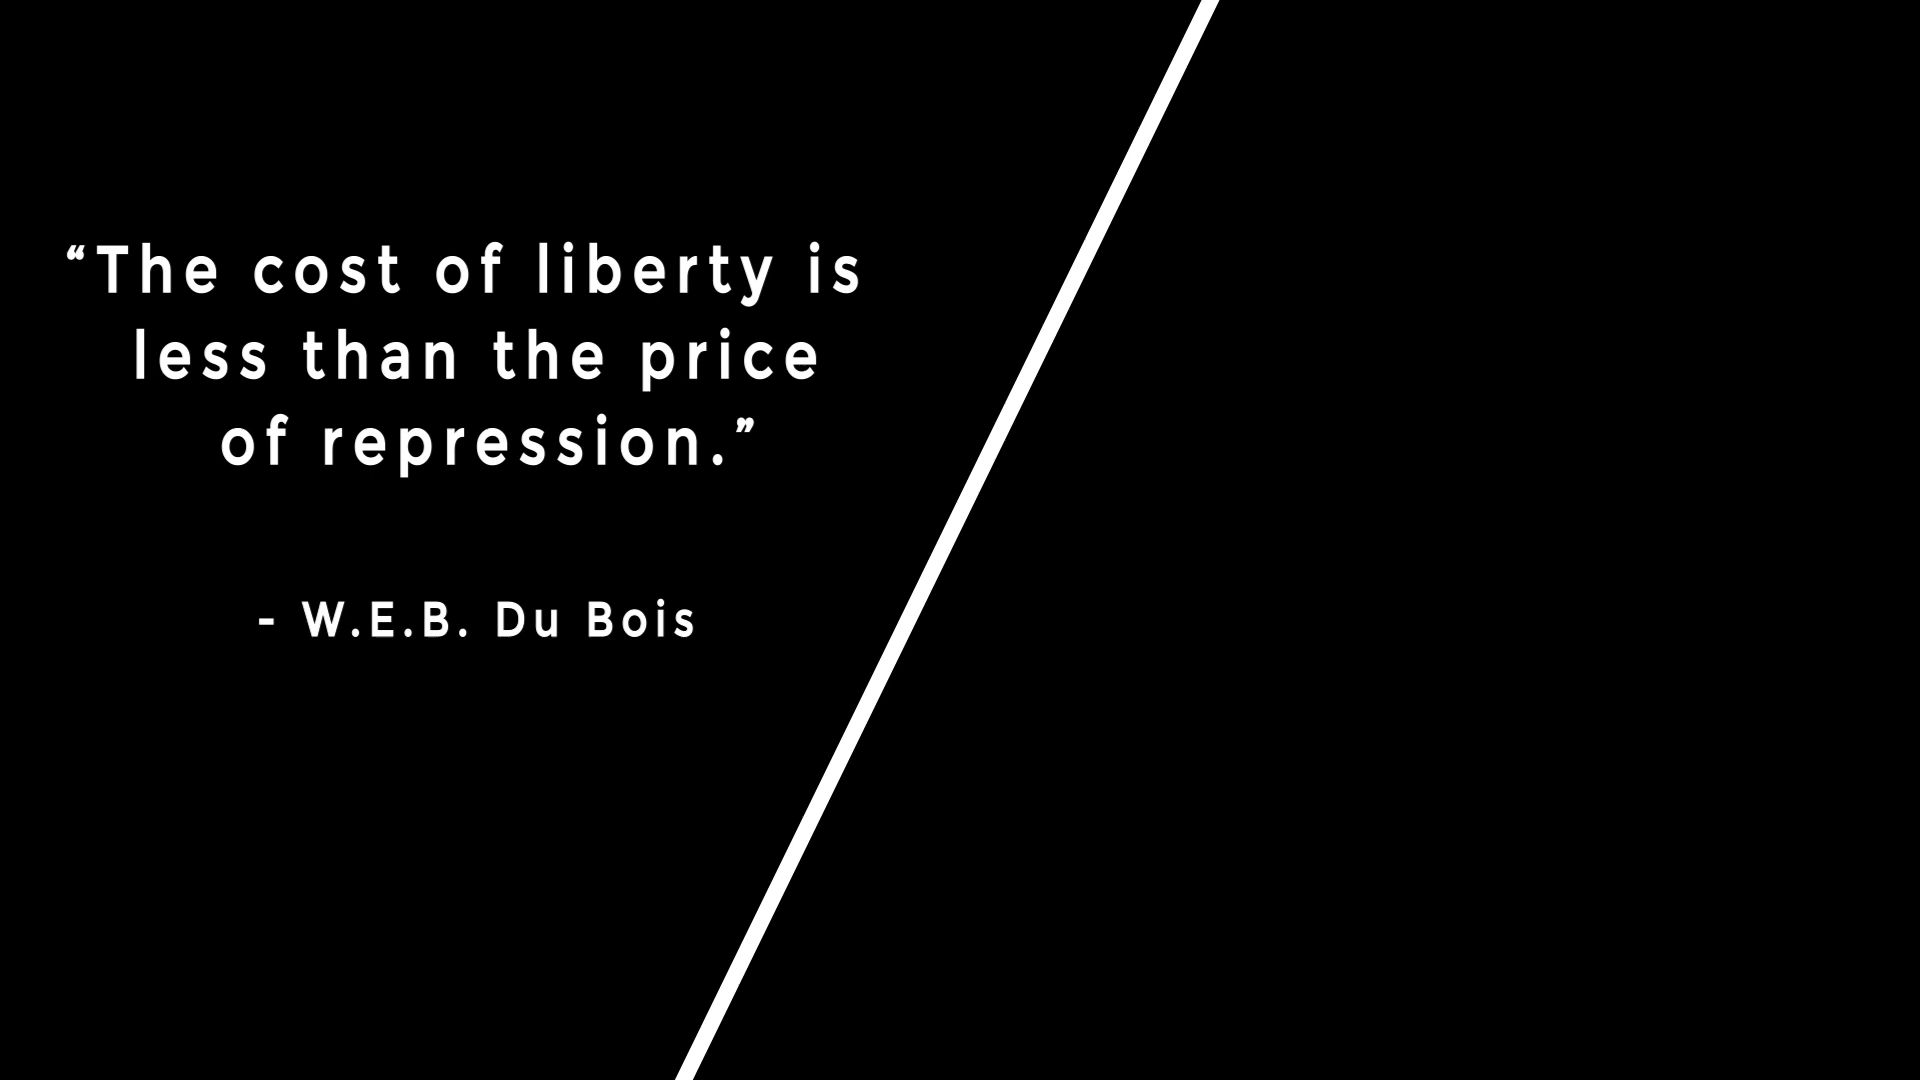 “The cost of liberty is
less than the price
of repression.”
- W.E.B. Du Bois